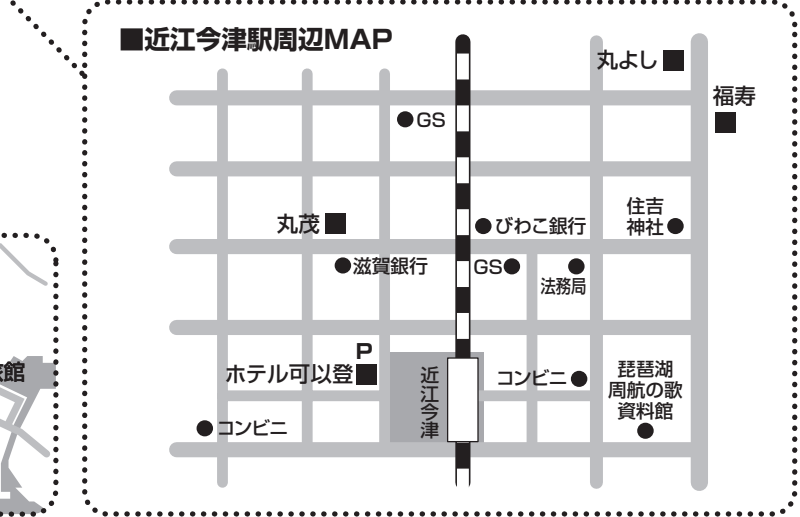 ■近江今津駅周辺MAP
丸よし■
福寿
■
●GS
丸茂■
●びわこ銀行
住吉
神社●
●滋賀銀行
GS●
法務局
P
ホテル可以登■
近江今津
コンビニ●
琵琶湖
周航の歌
資料館
●コンビニ
館